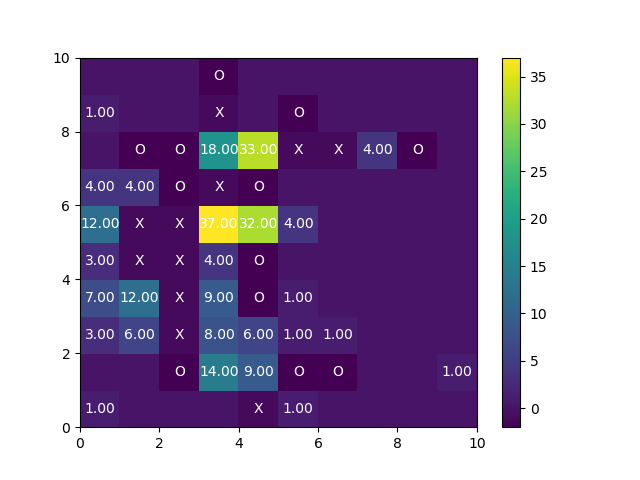 10
O
1.00 X O
8
35
O O 18.00 33.00 X X 4.00 O
30
4.00 4.00 O X O
6
25
12.00 X X 37.00 32.00 4.00
20
3.00 X X 4.00 O
4
15
7.00 12.00 X 9.00 O 1.00
10
3.00 6.00 X 8.00 6.00 1.00 1.00
2
5
O 14.00 9.00 O O 1.00
0
1.00 X 1.00
0
0 2 4 6 8 10